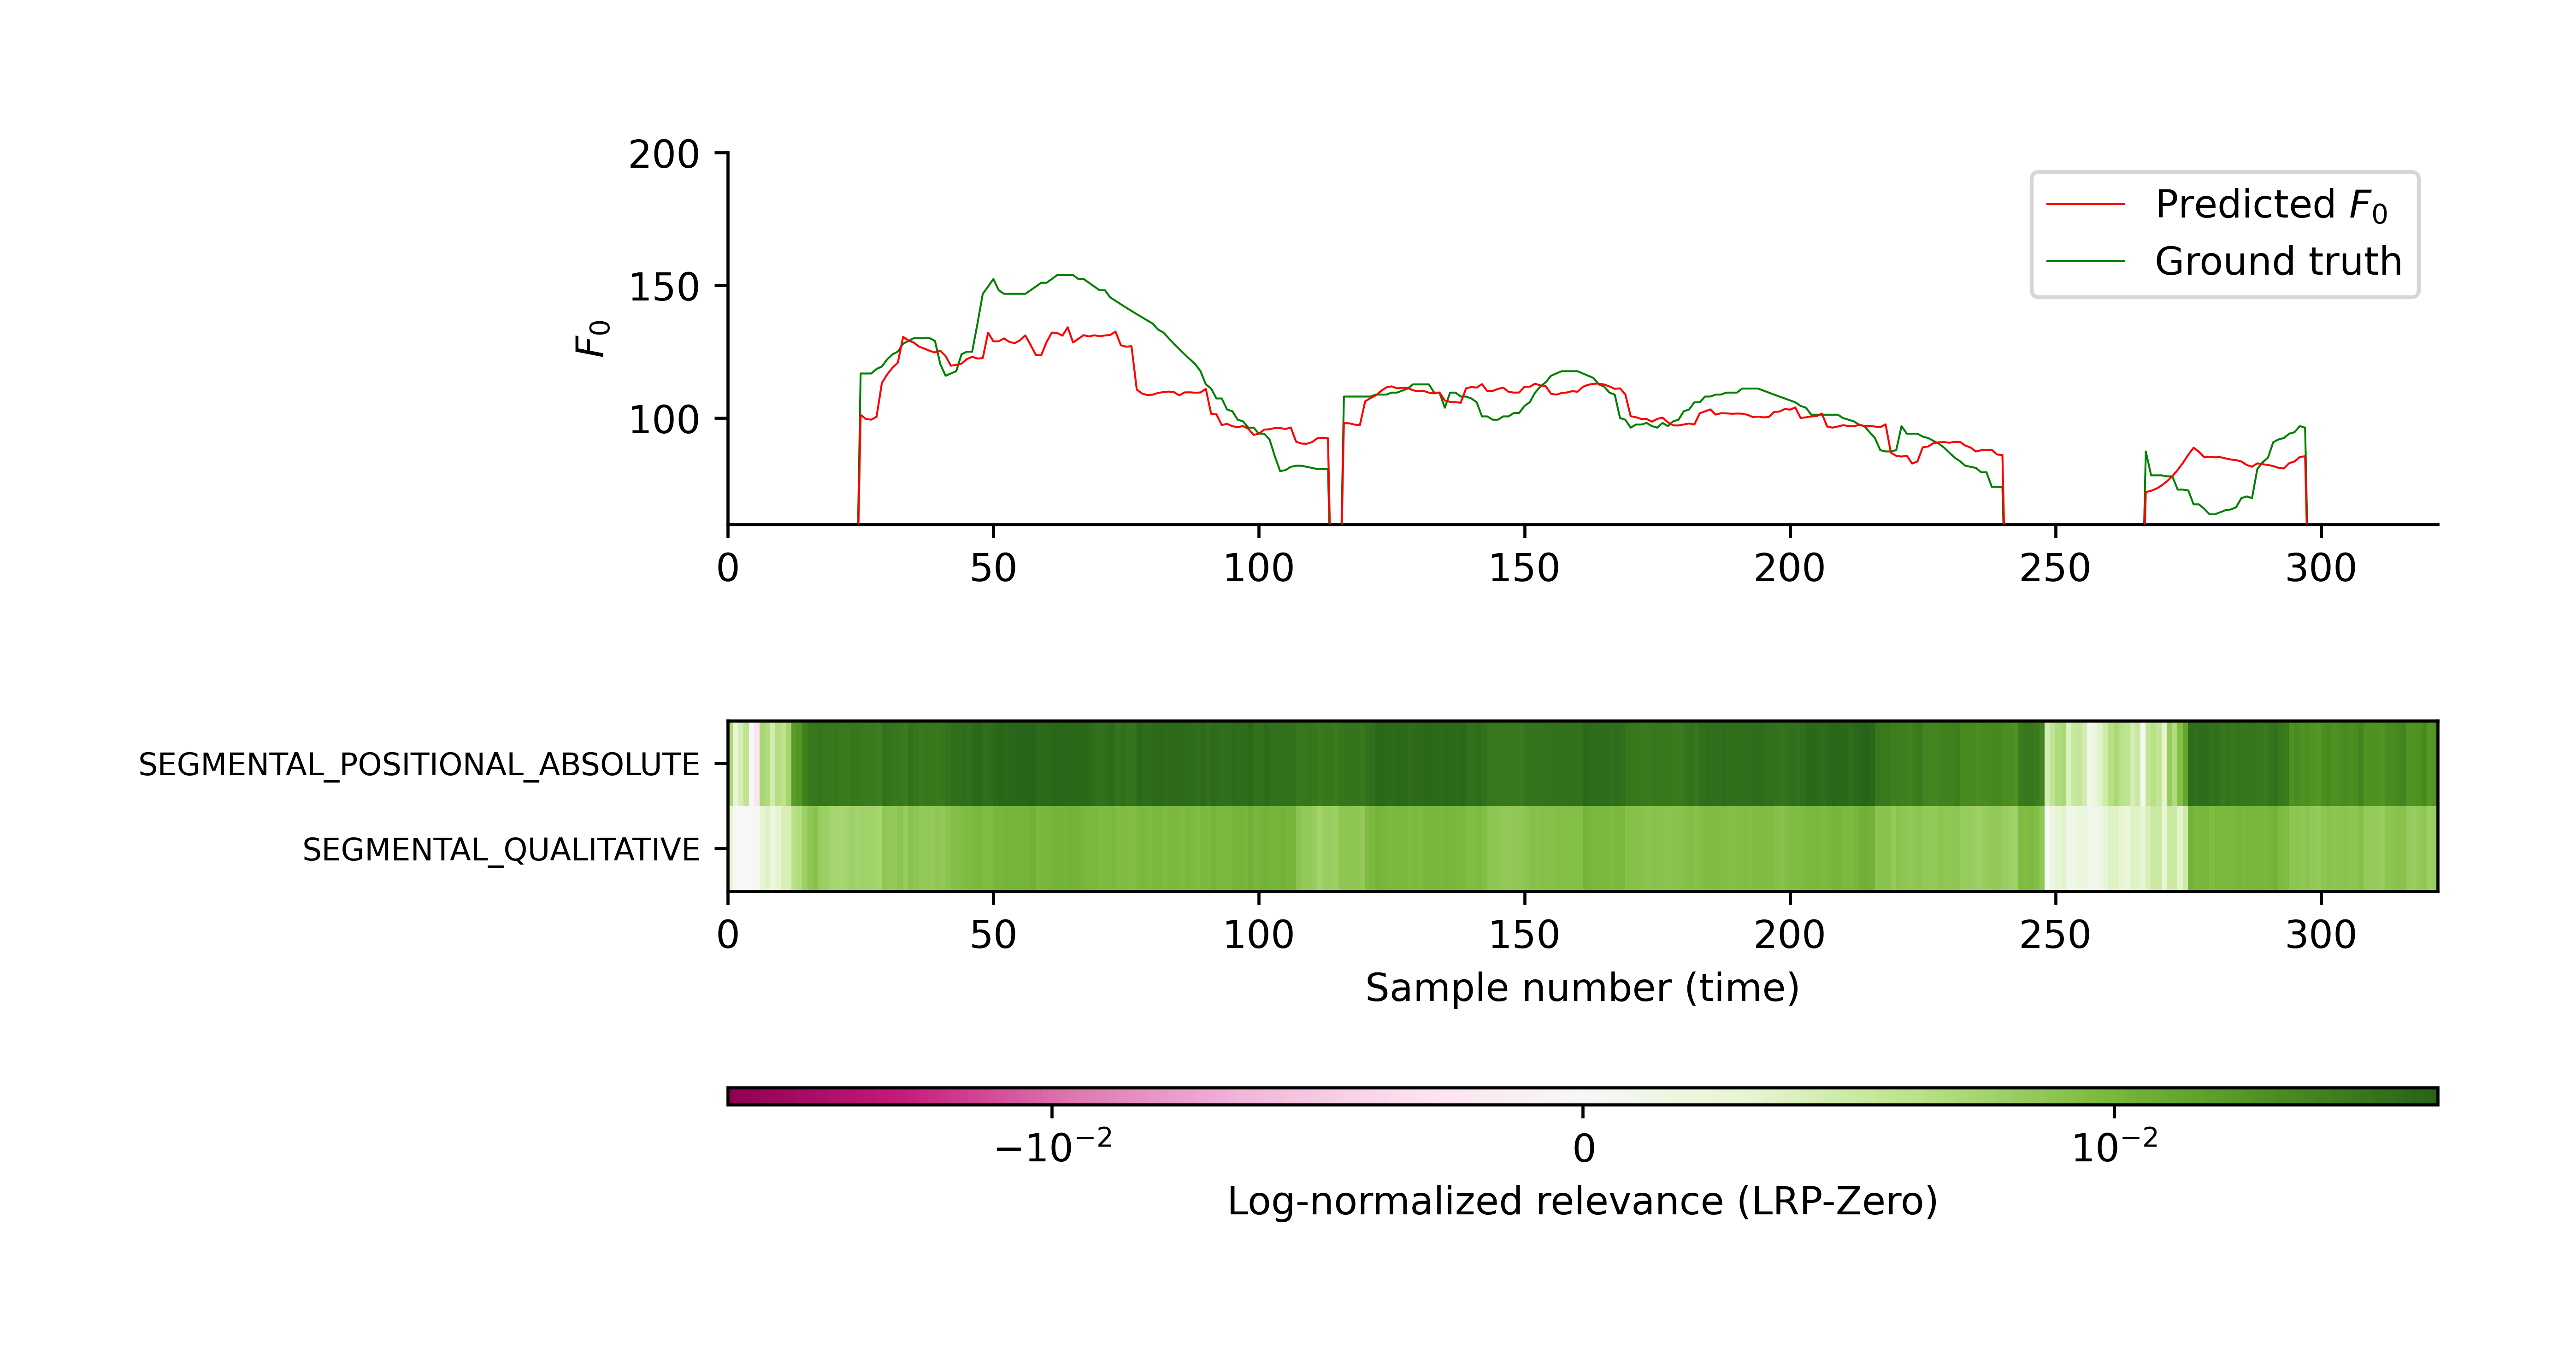 200
150
100
F₀
Predicted F₀
Ground truth
0 50 100 150 200 250 300
SEGMENTAL_POSITIONAL_ABSOLUTE
SEGMENTAL_QUALITATIVE
0 50 100 150 200 250 300
Sample number (time)
−10⁻² 0 10⁻²
Log-normalized relevance (LRP-Zero)